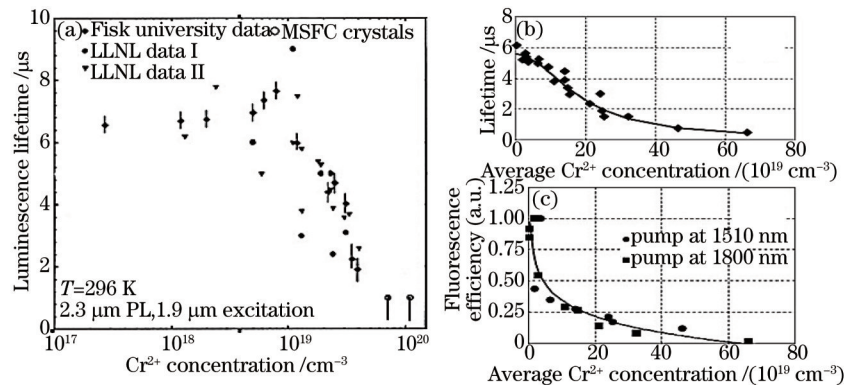 (a)
Fisk university data
MSFC crystals
LLNL data I
LLNL data II
Luminescence lifetime /μs
10
8
6
4
2
0
T=296 K
2.3 μm PL,1.9 μm excitation
10^17
10^18
10^19
10^20
Cr^2+ concentration /cm^−3
(b)
Lifetime /μs
8
6
4
2
0
0
20
40
60
80
Average Cr^2+ concentration /(10^19 cm^−3)
(c)
Fluorescence
efficiency (a.u.)
1.25
1.00
0.75
0.50
0.25
0
pump at 1510 nm
pump at 1800 nm
0
20
40
60
80
Average Cr^2+ concentration /(10^19 cm^−3)